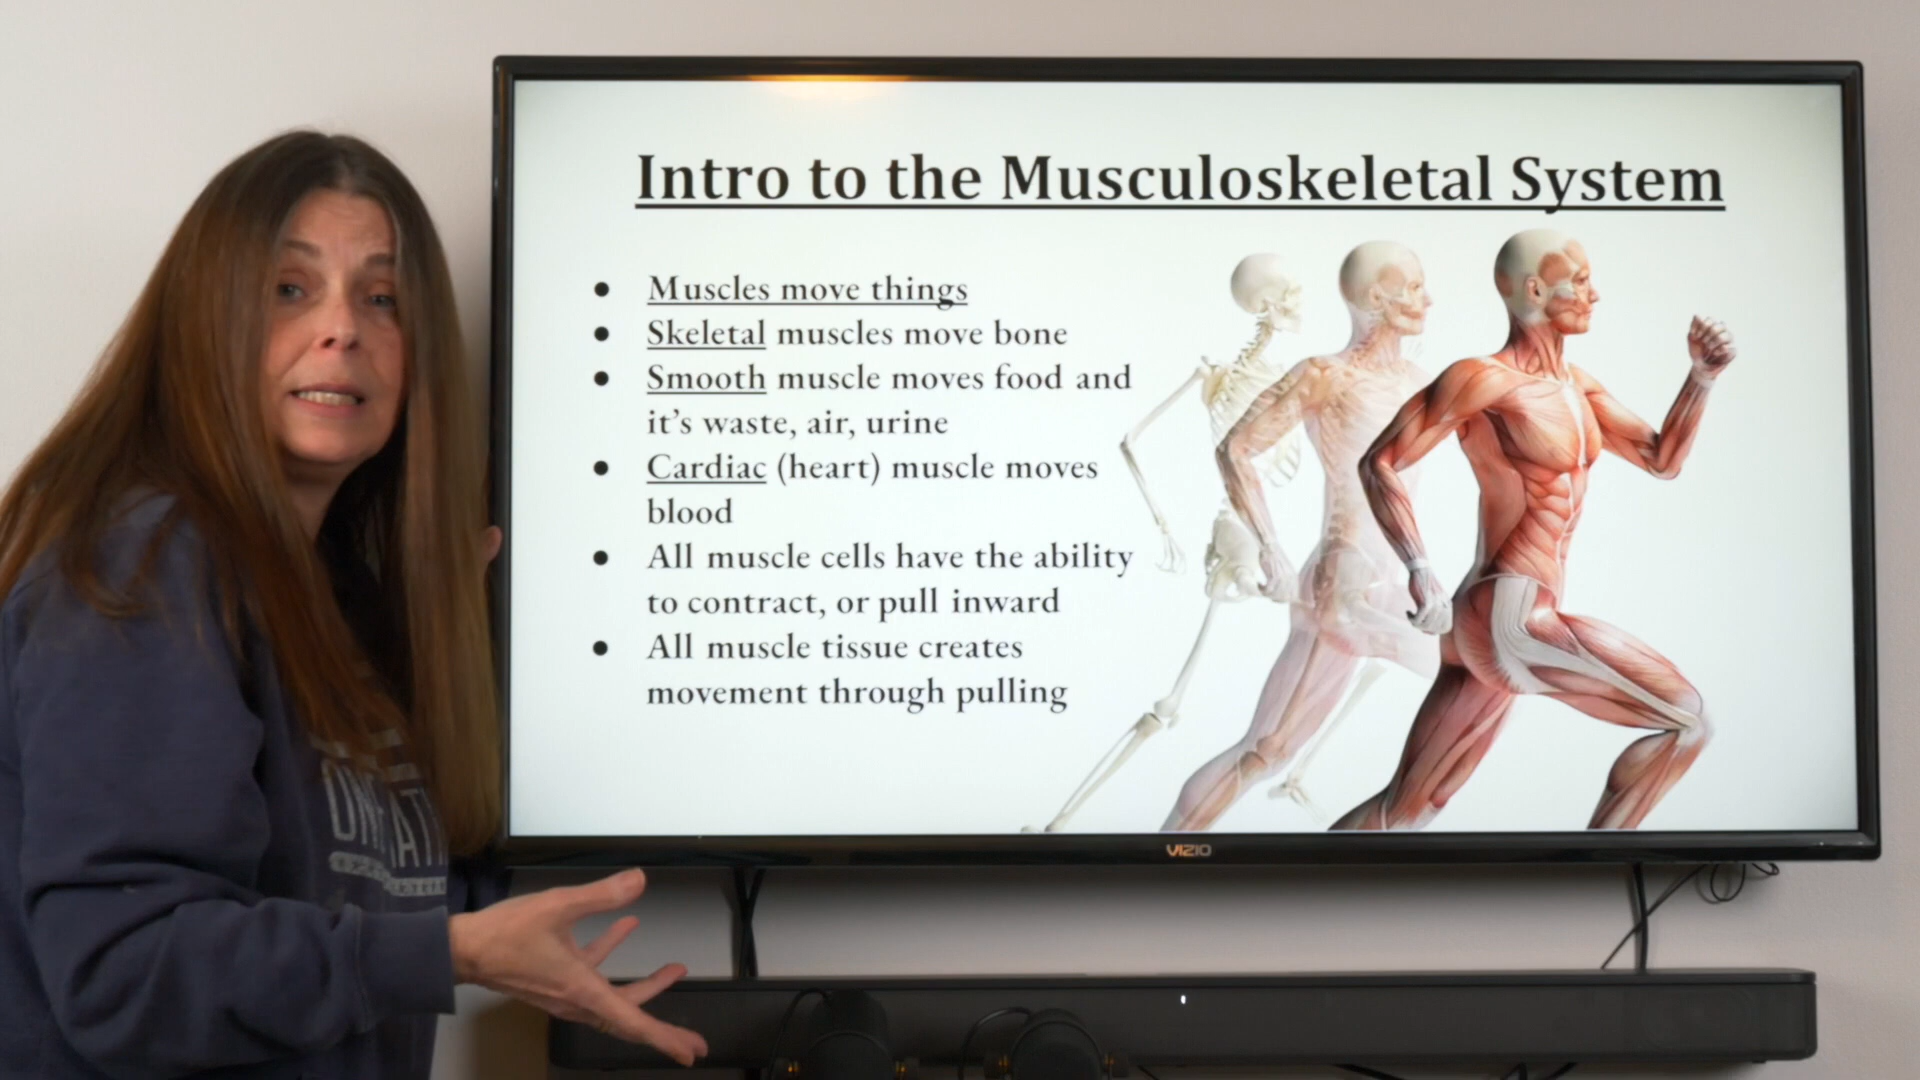 Intro to the Musculoskeletal System
● Muscles move things
● Skeletal muscles move bone
● Smooth muscle moves food and
it's waste, air, urine
● Cardiac (heart) muscle moves
blood
● All muscle cells have the ability
to contract, or pull inward
● All muscle tissue creates
movement through pulling
VIZIO